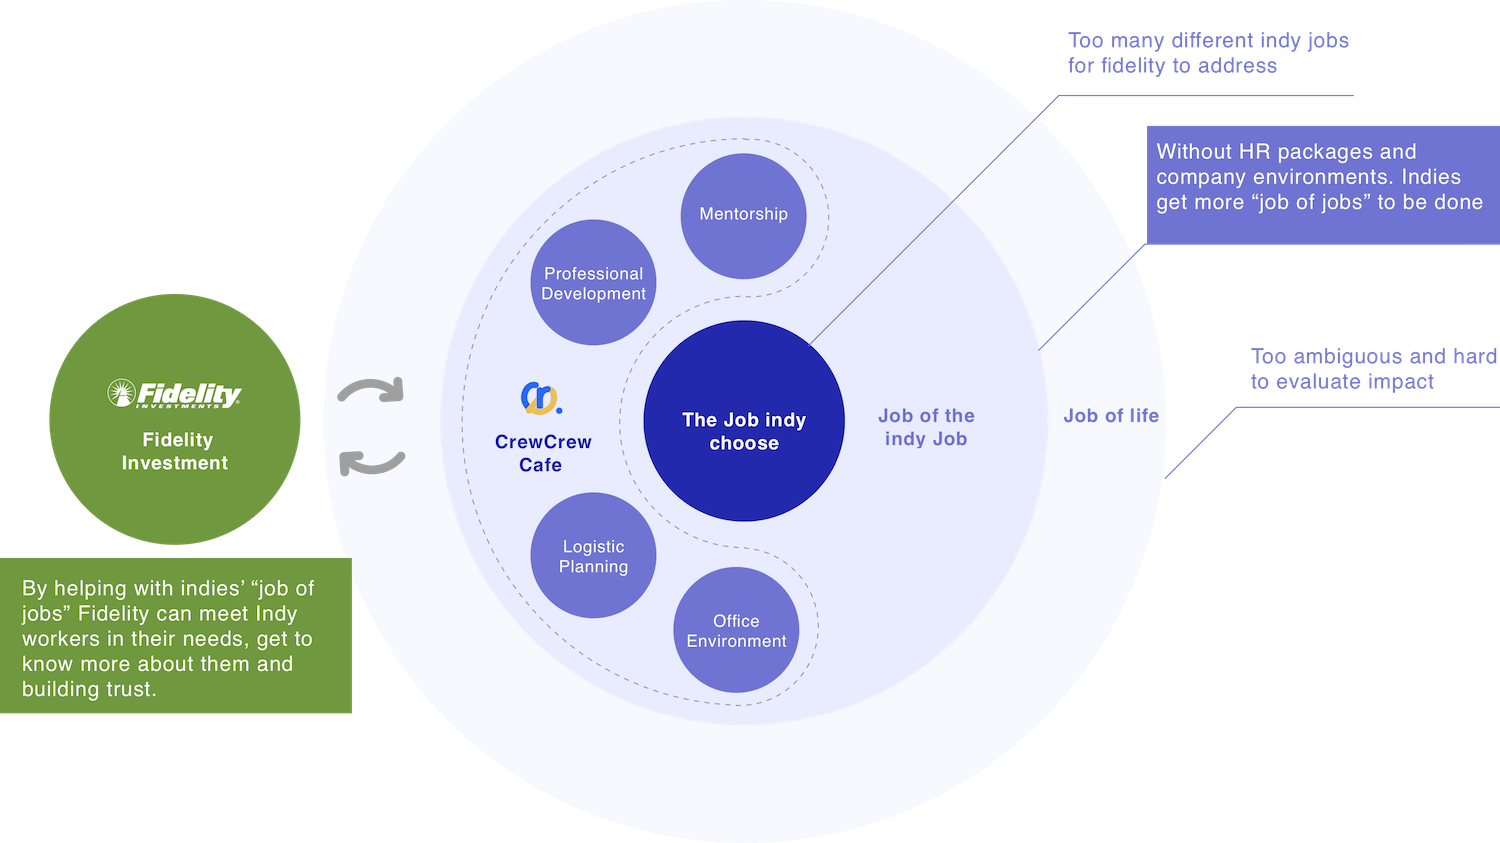 Too many different indy jobs
for fidelity to address
Without HR packages and
company environments. Indies
get more “job of jobs” to be done
Mentorship
Professional
Development
Too ambiguous and hard
to evaluate impact
Fidelity
INVESTMENTS
Fidelity
Investment
CrewCrew
Cafe
The Job indy
choose
Job of the
indy Job
Job of life
Logistic
Planning
Office
Environment
By helping with indies’ “job of
jobs” Fidelity can meet Indy
workers in their needs, get to
know more about them and
building trust.